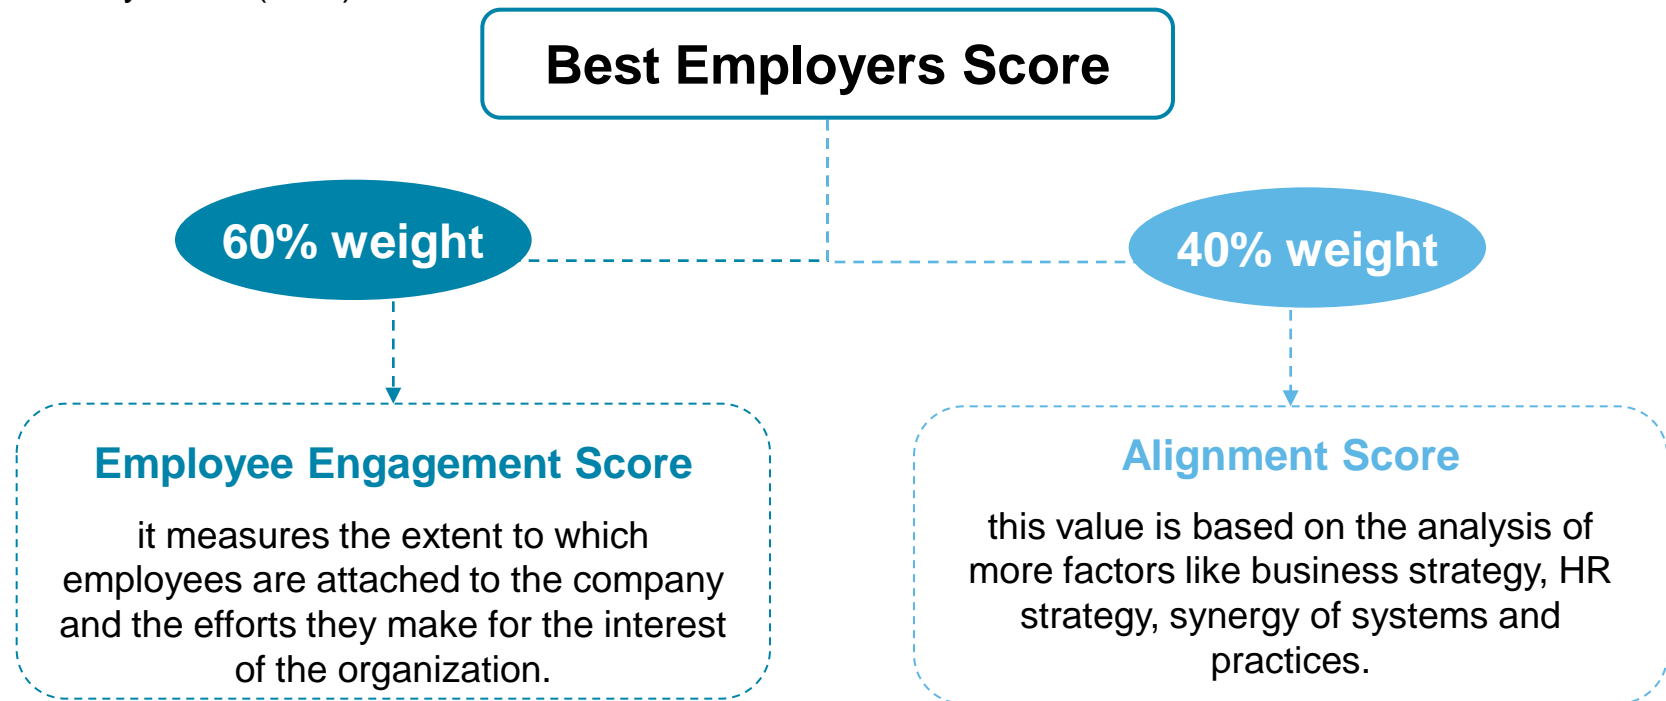 Best Employers Score
60% weight
40% weight
Employee Engagement Score
it measures the extent to which
employees are attached to the company
and the efforts they make for the interest
of the organization.
Alignment Score
this value is based on the analysis of
more factors like business strategy, HR
strategy, synergy of systems and
practices.